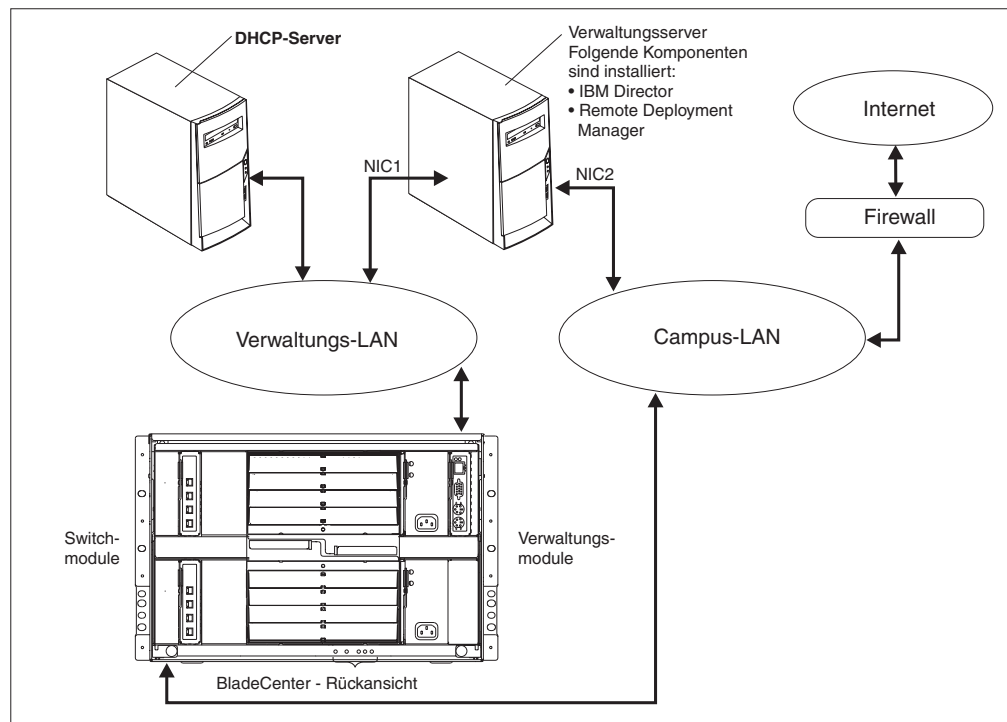 DHCP-Server
Verwaltungsserver
Folgende Komponenten
sind installiert:
• IBM Director
• Remote Deployment
Manager
Internet
NIC1
NIC2
Firewall
Verwaltungs-LAN
Campus-LAN
Switch-
module
Verwaltungs-
module
BladeCenter - Rückansicht